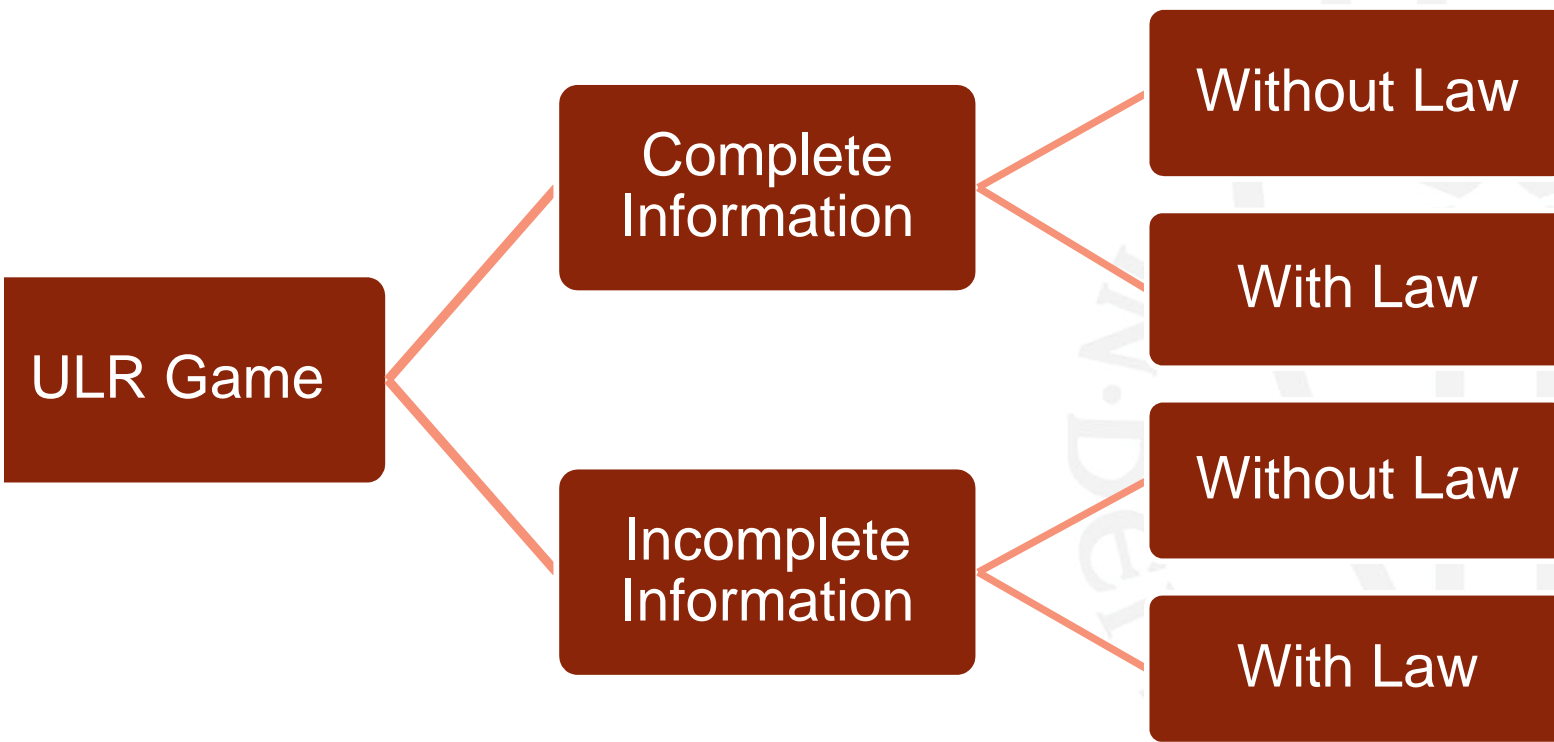 ULR Game
Complete
Information
Incomplete
Information
Without Law
With Law
Without Law
With Law